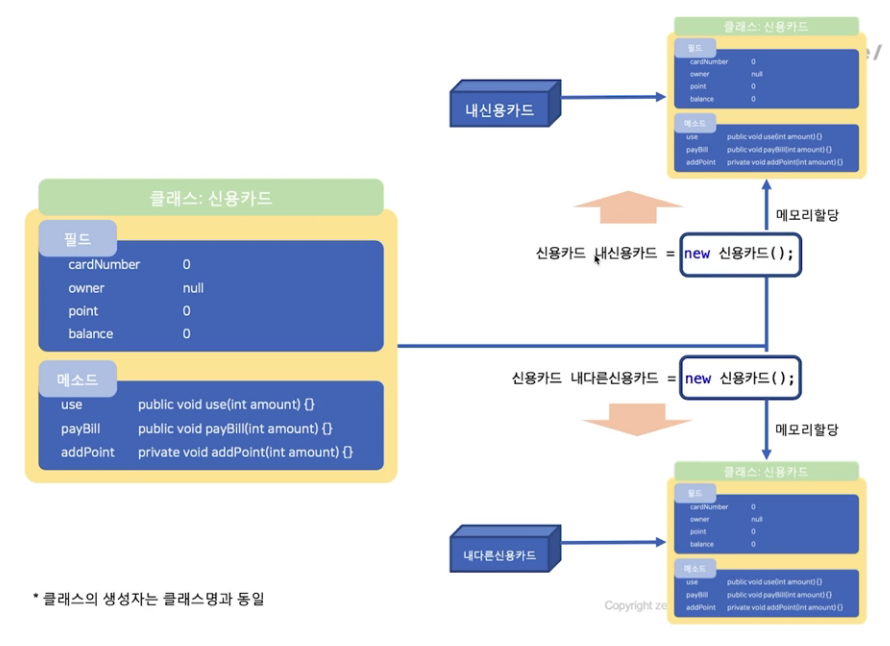 클래스: 신용카드
필드
cardNumber 0
owner null
point 0
balance 0
메소드
use public void use(int amount) {}
payBill public void payBill(int amount) {}
addPoint private void addPoint(int amount) {}
* 클래스의 생성자는 클래스명과 동일
내신용카드
클래스: 신용카드
필드
cardNumber 0
owner null
point 0
balance 0
메소드
use public void use(int amount) {}
payBill public void payBill(int amount) {}
addPoint private void addPoint(int amount) {}
메모리할당
신용카드 내신용카드 = new 신용카드();
신용카드 내다른신용카드 = new 신용카드();
메모리할당
내다른신용카드
클래스: 신용카드
필드
cardNumber 0
owner null
point 0
balance 0
메소드
use public void use(int amount) {}
payBill public void payBill(int amount) {}
addPoint private void addPoint(int amount) {}
Copyright